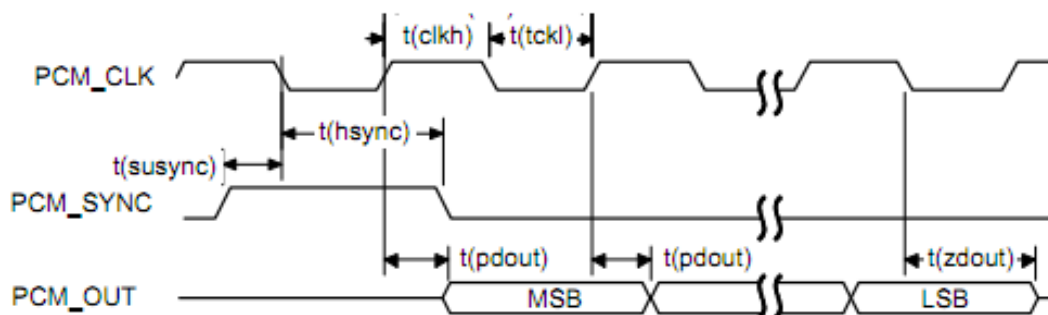 t(clkh) t(tckl)
PCM_CLK
t(hsync)
t(susync)
PCM_SYNC
t(pdout) t(pdout) t(zdout)
PCM_OUT MSB LSB